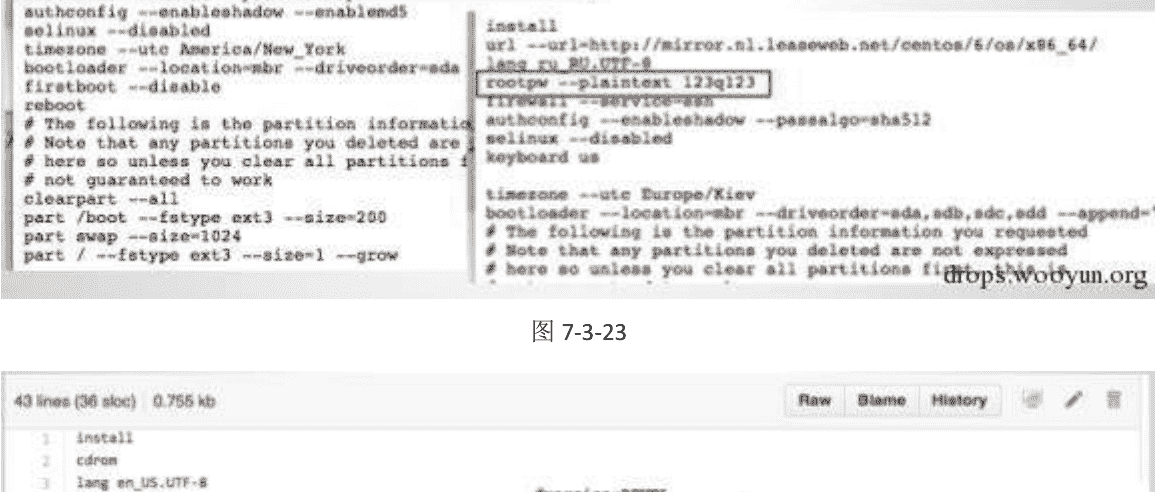 authconfig --enableshadow --enablemd5
selinux --disabled
timezone --utc America/New_York
bootloader --location=mbr --driveorder=sda
firstboot --disable
reboot
# The following is the partition informatio
# Note that any partitions you deleted are
# here so unless you clear all partitions f
# not guaranteed to work
clearpart --all
part /boot --fstype ext3 --size=200
part swap --size=1024
part / --fstype ext3 --size=1 --grow
install
url --url=http://mirror.nl.leaseweb.net/centos/6/os/x86_64/
lang ru_RU.UTF-8
rootpw --plaintext 123q123
firewall --service=ssh
authconfig --enableshadow --passalgo=sha512
selinux --disabled
keyboard us
timezone --utc Europe/Kiev
bootloader --location=mbr --driveorder=sda,sdb,sdc,sdd --append="
# The following is the partition information you requested
# Note that any partitions you deleted are not expressed
# here so unless you clear all partitions first, this is
drops.wooyun.org
图 7-3-23
43 lines (36 sloc) 0.755 kb
Raw Blame History
1 install
2 cdrom
3 lang en_US.UTF-8